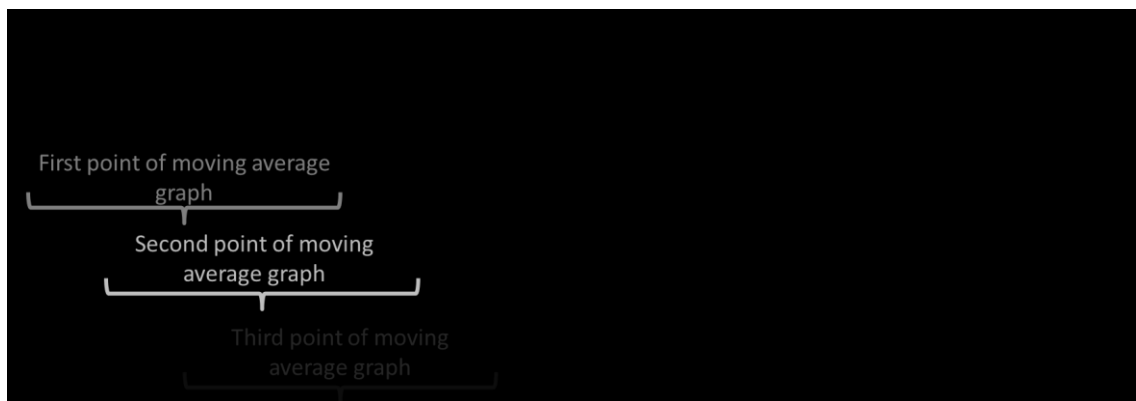 First point of moving average
graph
Second point of moving
average graph
Third point of moving
average graph